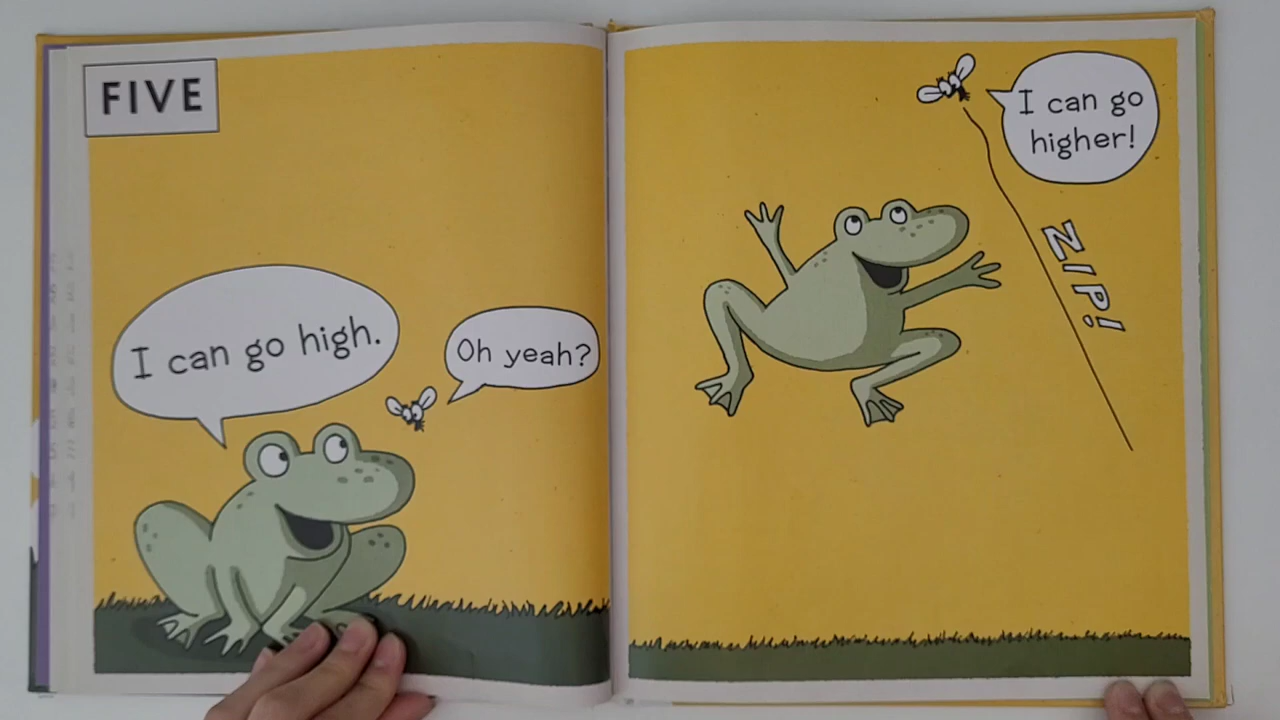 FIVE
I can go high.
Oh yeah?
I can go
higher!
ZIP!